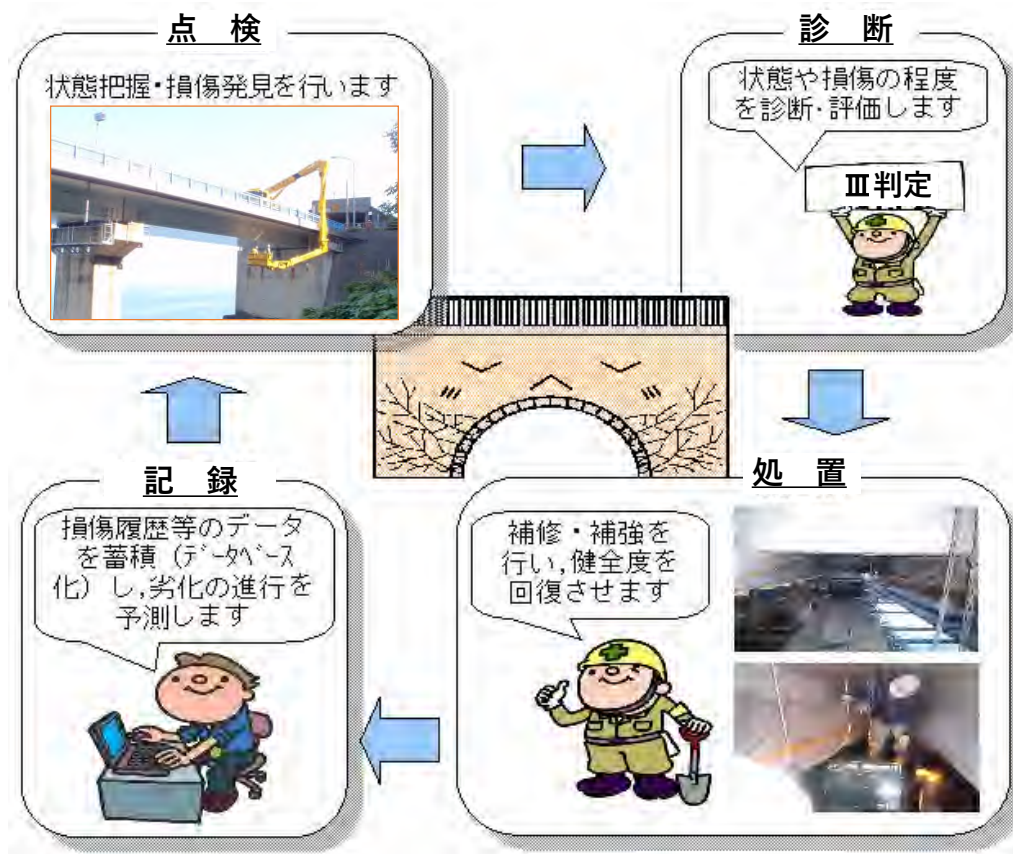 点　検
状態把握・損傷発見を行います
診　断
状態や損傷の程度
を診断・評価します
Ⅲ判定
処　置
補修・補強を
行い,健全度を
回復させます
記　録
損傷履歴等のデータ
を蓄積（ﾃﾞｰﾀﾍﾞｰｽ
化）し,劣化の進行を
予測します